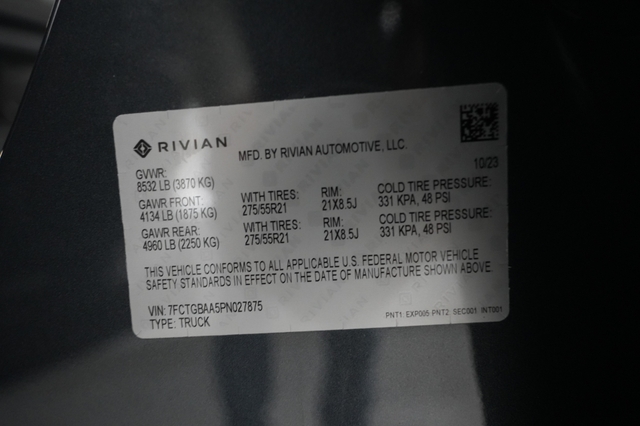 RIVIAN
MFD. BY RIVIAN AUTOMOTIVE, LLC.
10/23
GVWR:
8532 LB (3870 KG)
GAWR FRONT: WITH TIRES: RIM: COLD TIRE PRESSURE:
4134 LB (1875 KG) 275/55R21 21X8.5J 331 KPA, 48 PSI
GAWR REAR: WITH TIRES: RIM: COLD TIRE PRESSURE:
4960 LB (2250 KG) 275/55R21 21X8.5J 331 KPA, 48 PSI
THIS VEHICLE CONFORMS TO ALL APPLICABLE U.S. FEDERAL MOTOR VEHICLE
SAFETY STANDARDS IN EFFECT ON THE DATE OF MANUFACTURE SHOWN ABOVE.
VIN: 7FCTGBAA5PN027875
TYPE: TRUCK
PNT1: EXP005 PNT2: SEC001 INT001